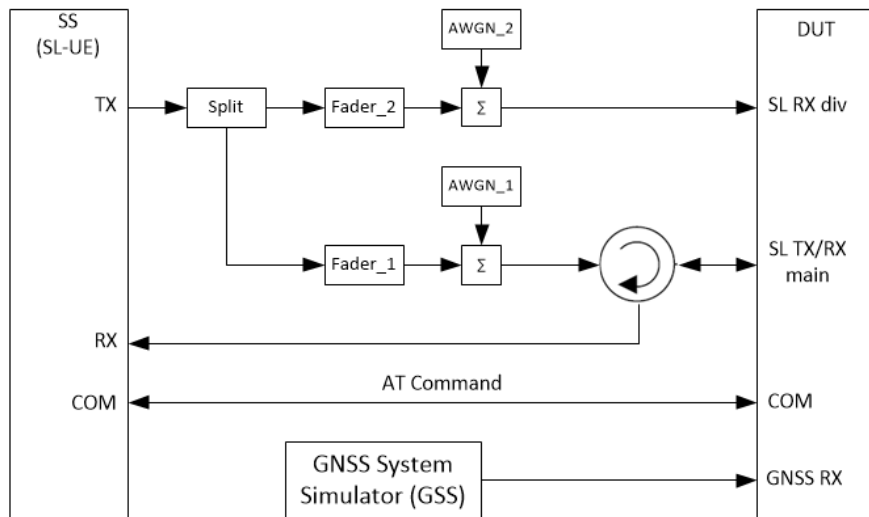 SS
(SL-UE)
DUT
AWGN_2
TX
Split
Fader_2
Σ
SL RX div
AWGN_1
Fader_1
Σ
SL TX/RX
main
RX
AT Command
COM
COM
GNSS System
Simulator (GSS)
GNSS RX